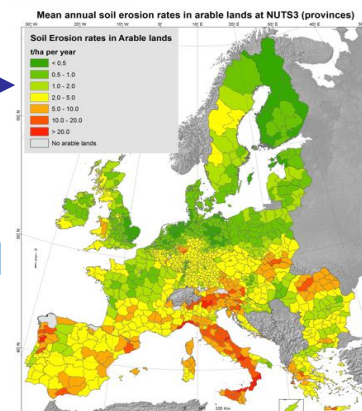 Mean annual soil erosion rates in arable lands at NUTS3 (provinces)
Soil Erosion rates in Arable lands
t/ha per year
< 0.5
0.5 - 1.0
1.0 - 2.0
2.0 - 5.0
5.0 - 10.0
10.0 - 20.0
> 20.0
No arable lands